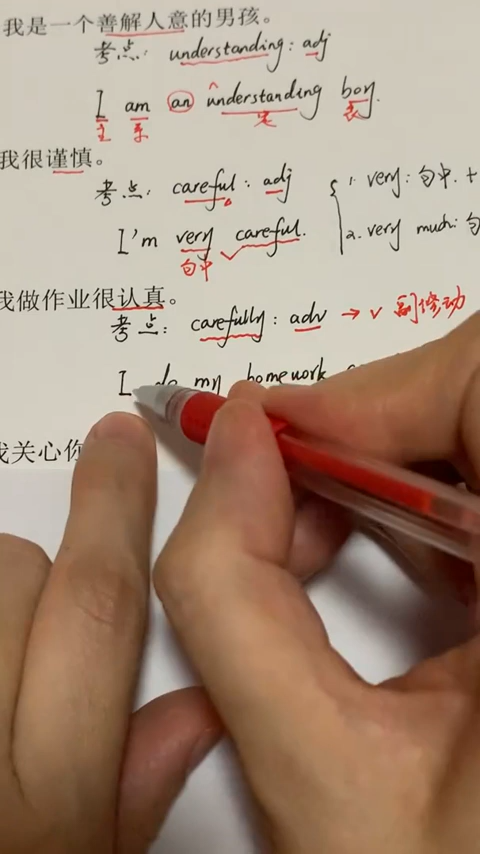 我是一个善解人意的男孩。
考点: understanding: adj
I am an understanding boy.
主 系 定 表
我很谨慎。
考点: careful: adj { 1. very: 句中. +
I'm very careful. 2. very much: 句
句中
我做作业很认真。
考点: carefully: adv → v 副修动
I do my homework
我关心你